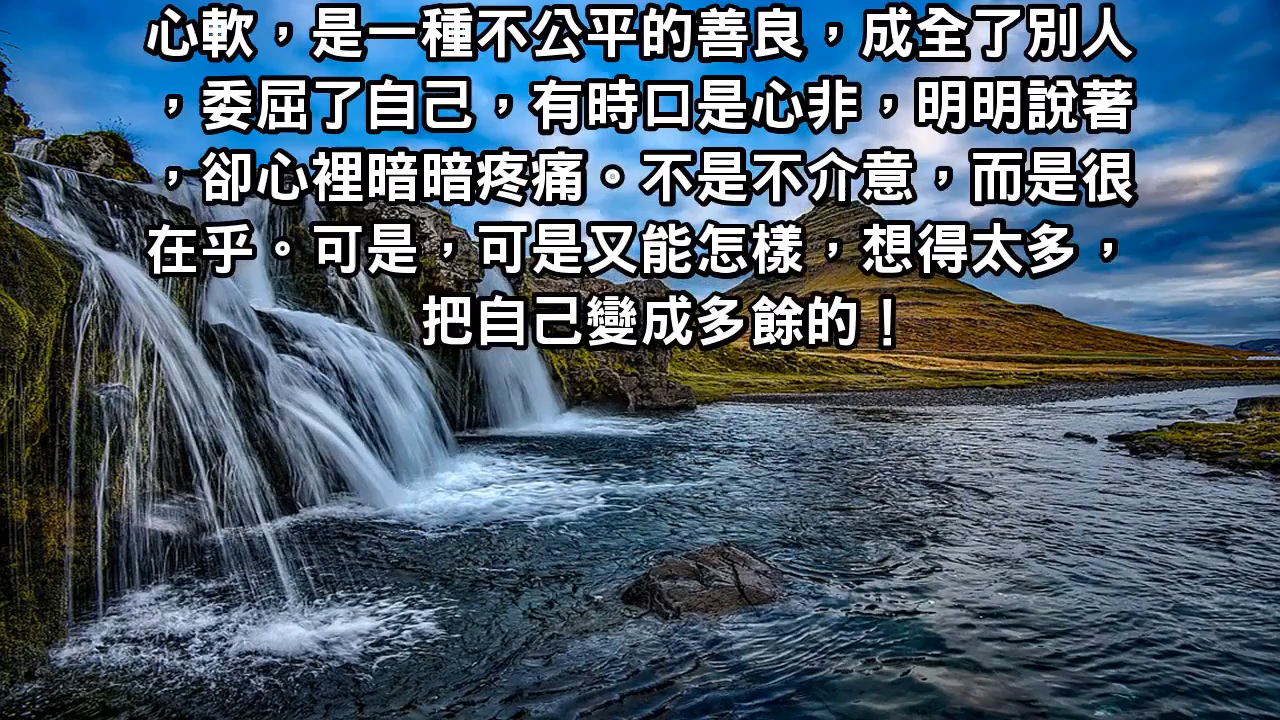 心軟，是一種不公平的善良，成全了別人
，委屈了自己，有時口是心非，明明說著
，卻心裡暗暗疼痛。不是不介意，而是很
在乎。可是，可是又能怎樣，想得太多，
把自己變成多餘的！